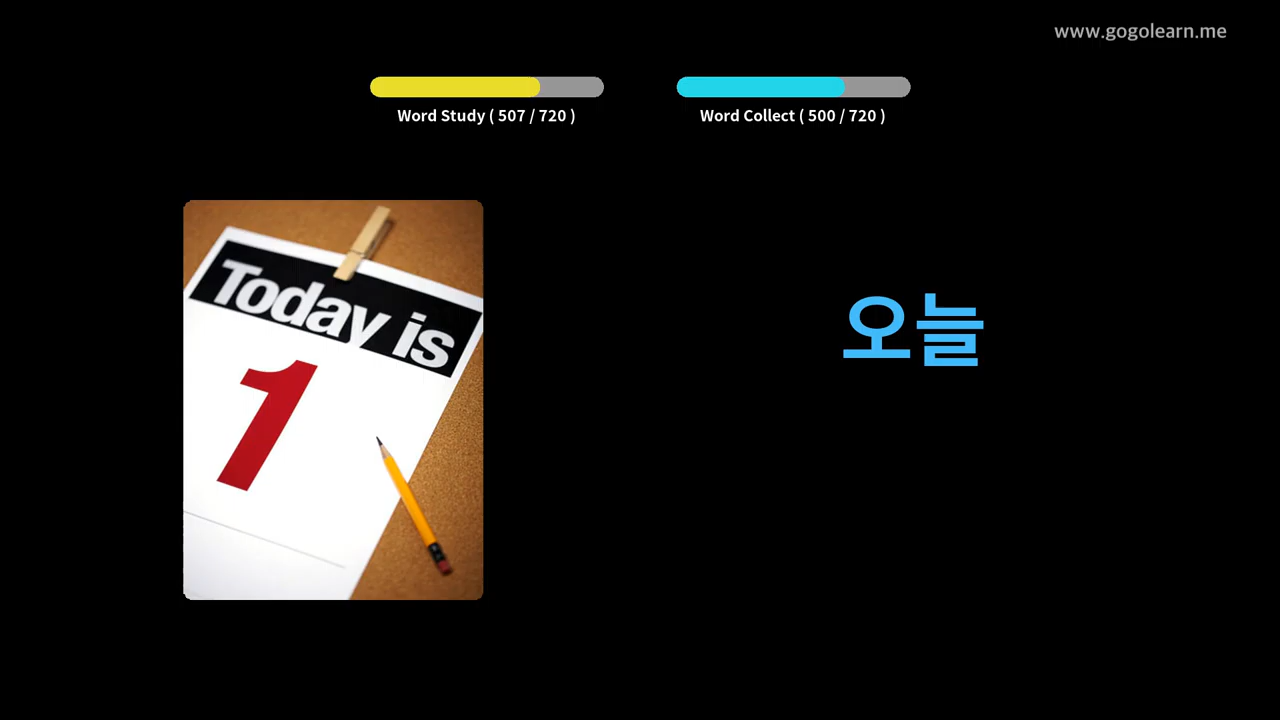 www.gogolearn.me
Word Study ( 507 / 720 )
Word Collect ( 500 / 720 )
Today is
1
오늘